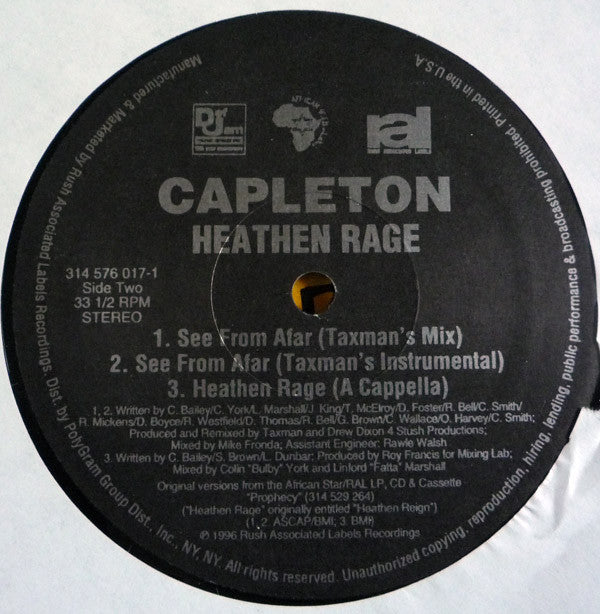 Def Jam
AFRICAN STAR
ral
RUSH ASSOCIATED LABELS
CAPLETON
HEATHEN RAGE
314 576 017-1
Side Two
33 1/2 RPM
STEREO
1. See From Afar (Taxman's Mix)
2. See From Afar (Taxman's Instrumental)
3. Heathen Rage (A Cappella)
1, 2. Written by C. Bailey/C. York/L. Marshall/J. King/T. McElroy/D. Foster/R. Bell/C. Smith/
R. Mickens/D. Boyce/R. Westfield/D. Thomas/R. Bell/G. Brown/C. Wallace/O. Harvey/C. Smith;
Produced and Remixed by Taxman and Drew Dixon 4 Stush Productions;
Mixed by Mike Fronda; Assistant Engineer: Rawle Walsh
3. Written by C. Bailey/S. Brown/L. Dunbar; Produced by Roy Francis for Mixing Lab;
Mixed by Colin "Bulby" York and Linford "Fatta" Marshall
Original versions from the African Star/RAL LP, CD & Cassette
"Prophecy" (314 529 264)
("Heathen Rage" originally entitled "Heathen Reign")
(1, 2. ASCAP/BMI; 3. BMI)
℗ 1996 Rush Associated Labels Recordings
Manufactured & Marketed by Rush Associated Labels Recordings. Dist. by PolyGram Group Dist., Inc., NY, NY. All rights reserved. Unauthorized copying, reproduction, hiring, lending, public performance & broadcasting prohibited. Printed in the U.S.A.